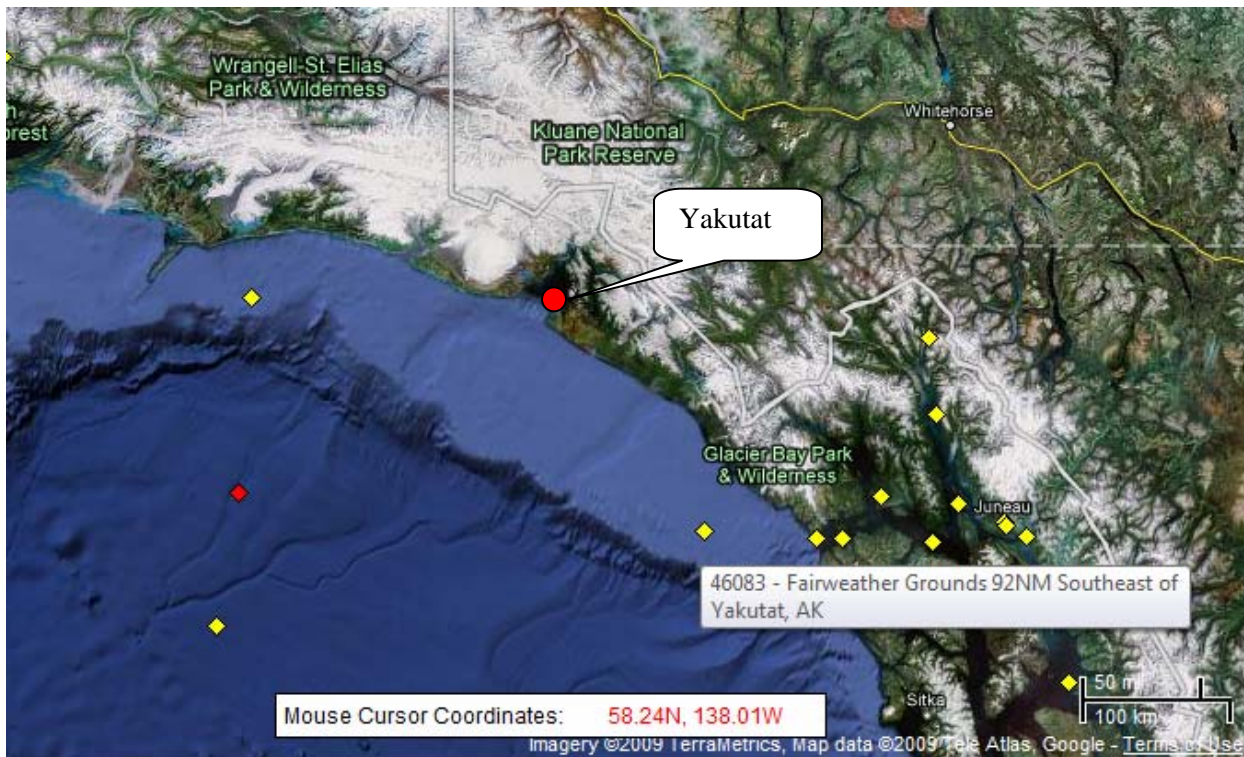 Wrangell-St. Elias
Park & Wilderness
Kluane National
Park Reserve
Whitehorse
Yakutat
Glacier Bay Park
& Wilderness
Juneau
46083 - Fairweather Grounds 92NM Southeast of
Yakutat, AK
Sitka
50 mi
100 km
Mouse Cursor Coordinates: 58.24N, 138.01W
Imagery ©2009 TerraMetrics, Map data ©2009 Tele Atlas, Google - Terms of Use